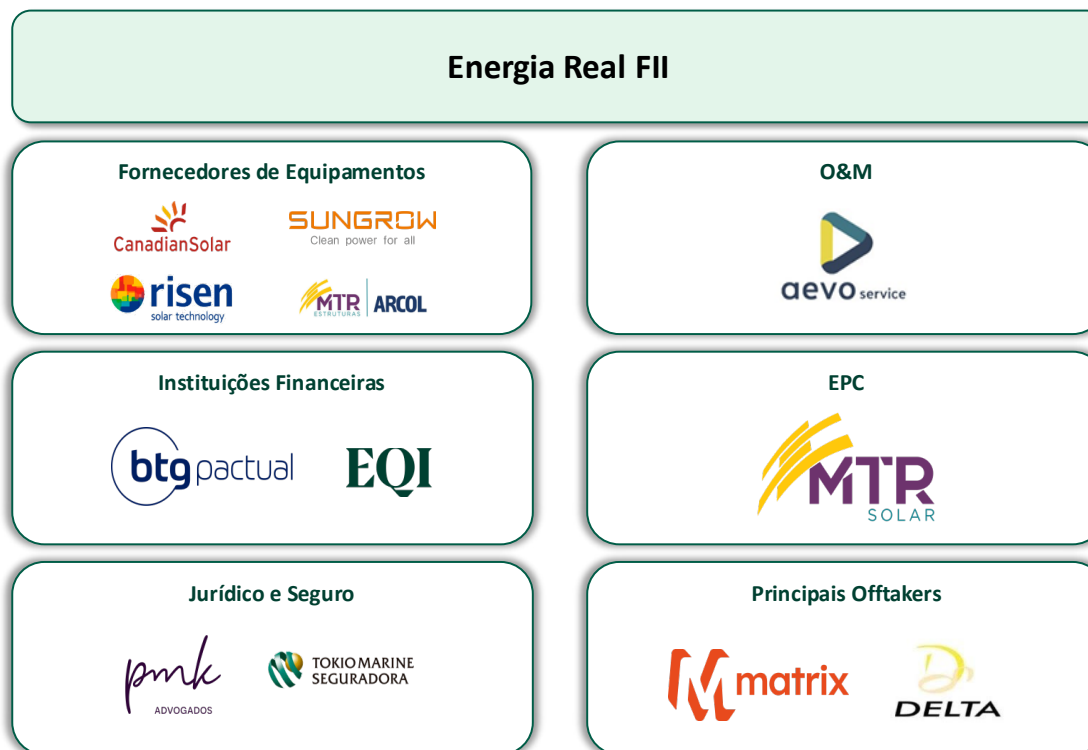 Energia Real FII
Fornecedores de Equipamentos
CanadianSolar
SUNGROW
Clean power for all
risen
solar technology
MTR
ESTRUTURAS
ARCOL
O&M
aevo service
Instituições Financeiras
btg pactual
EQI
EPC
MTR
SOLAR
Jurídico e Seguro
pmk
ADVOGADOS
TOKIO MARINE
SEGURADORA
Principais Offtakers
matrix
DELTA